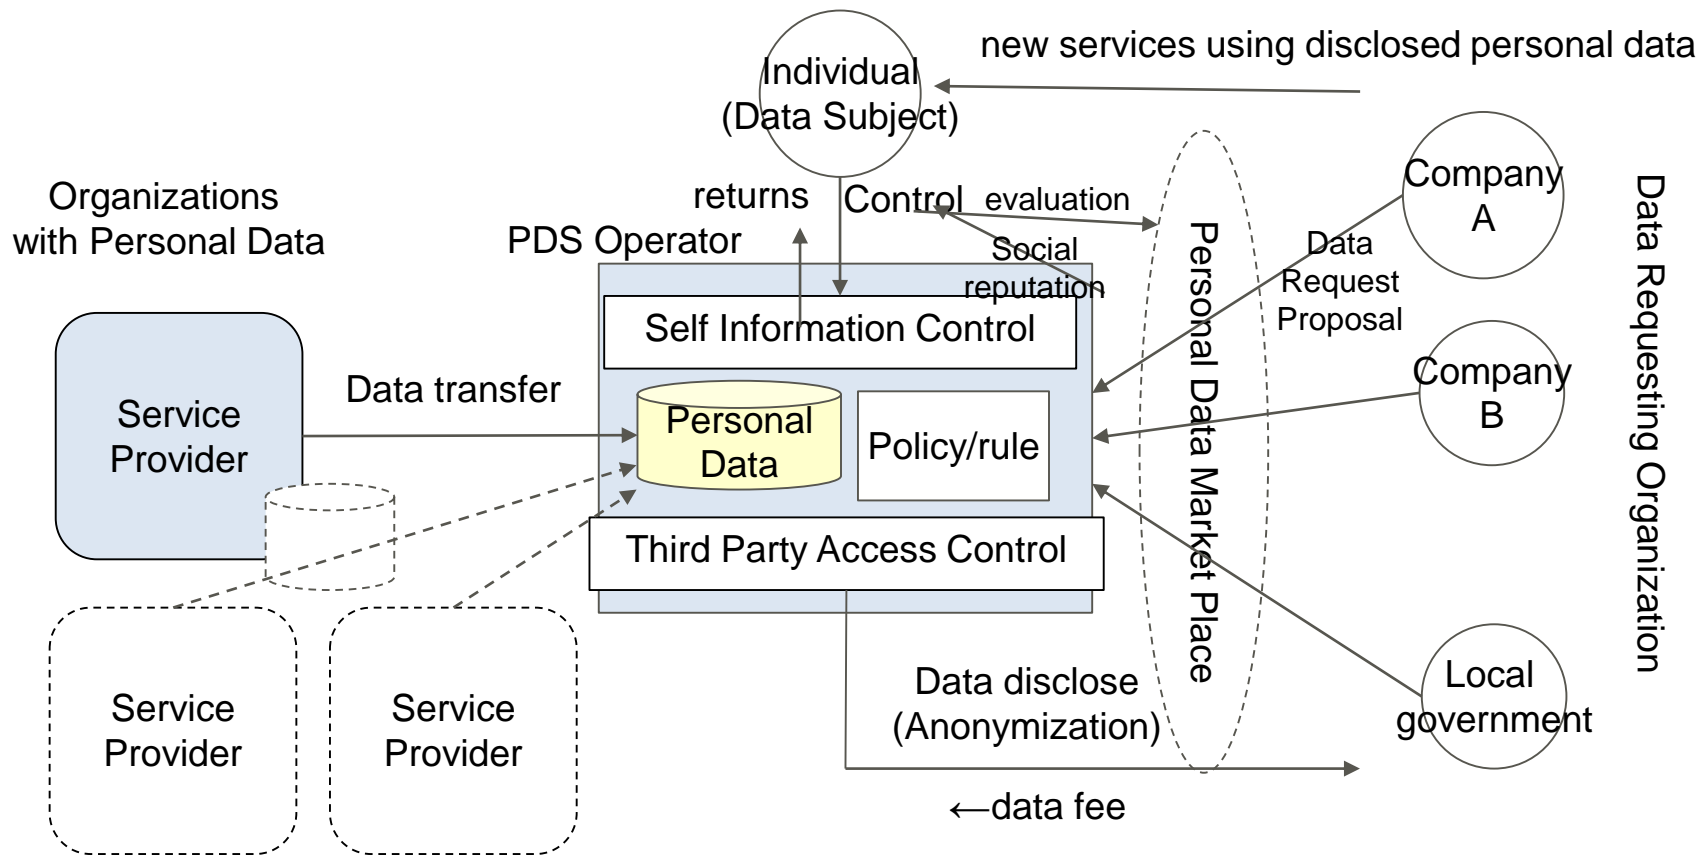 new services using disclosed personal data
Individual
(Data Subject)
Organizations
with Personal Data
returns
Control
evaluation
PDS Operator
Social
reputation
Company
A
Data
Request
Proposal
Data Requesting Organization
Personal Data Market Place
Self Information Control
Service
Provider
Data transfer
Personal
Data
Policy/rule
Company
B
Third Party Access Control
Service
Provider
Service
Provider
Data disclose
(Anonymization)
Local
government
←data fee